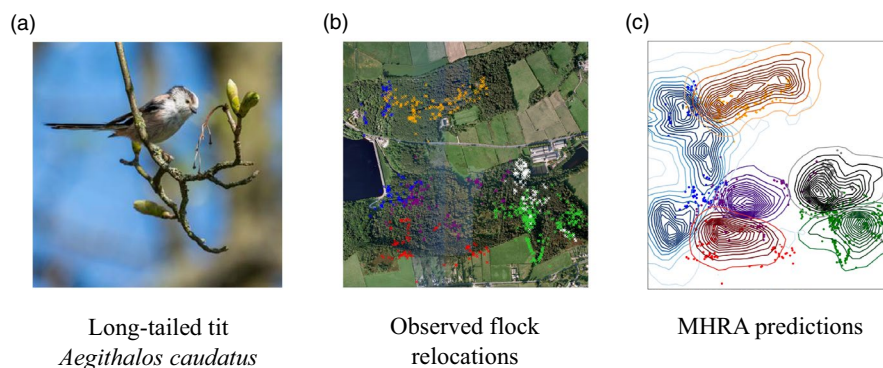 (a)
(b)
(c)
Long-tailed tit
Aegithalos caudatus
Observed flock
relocations
MHRA predictions